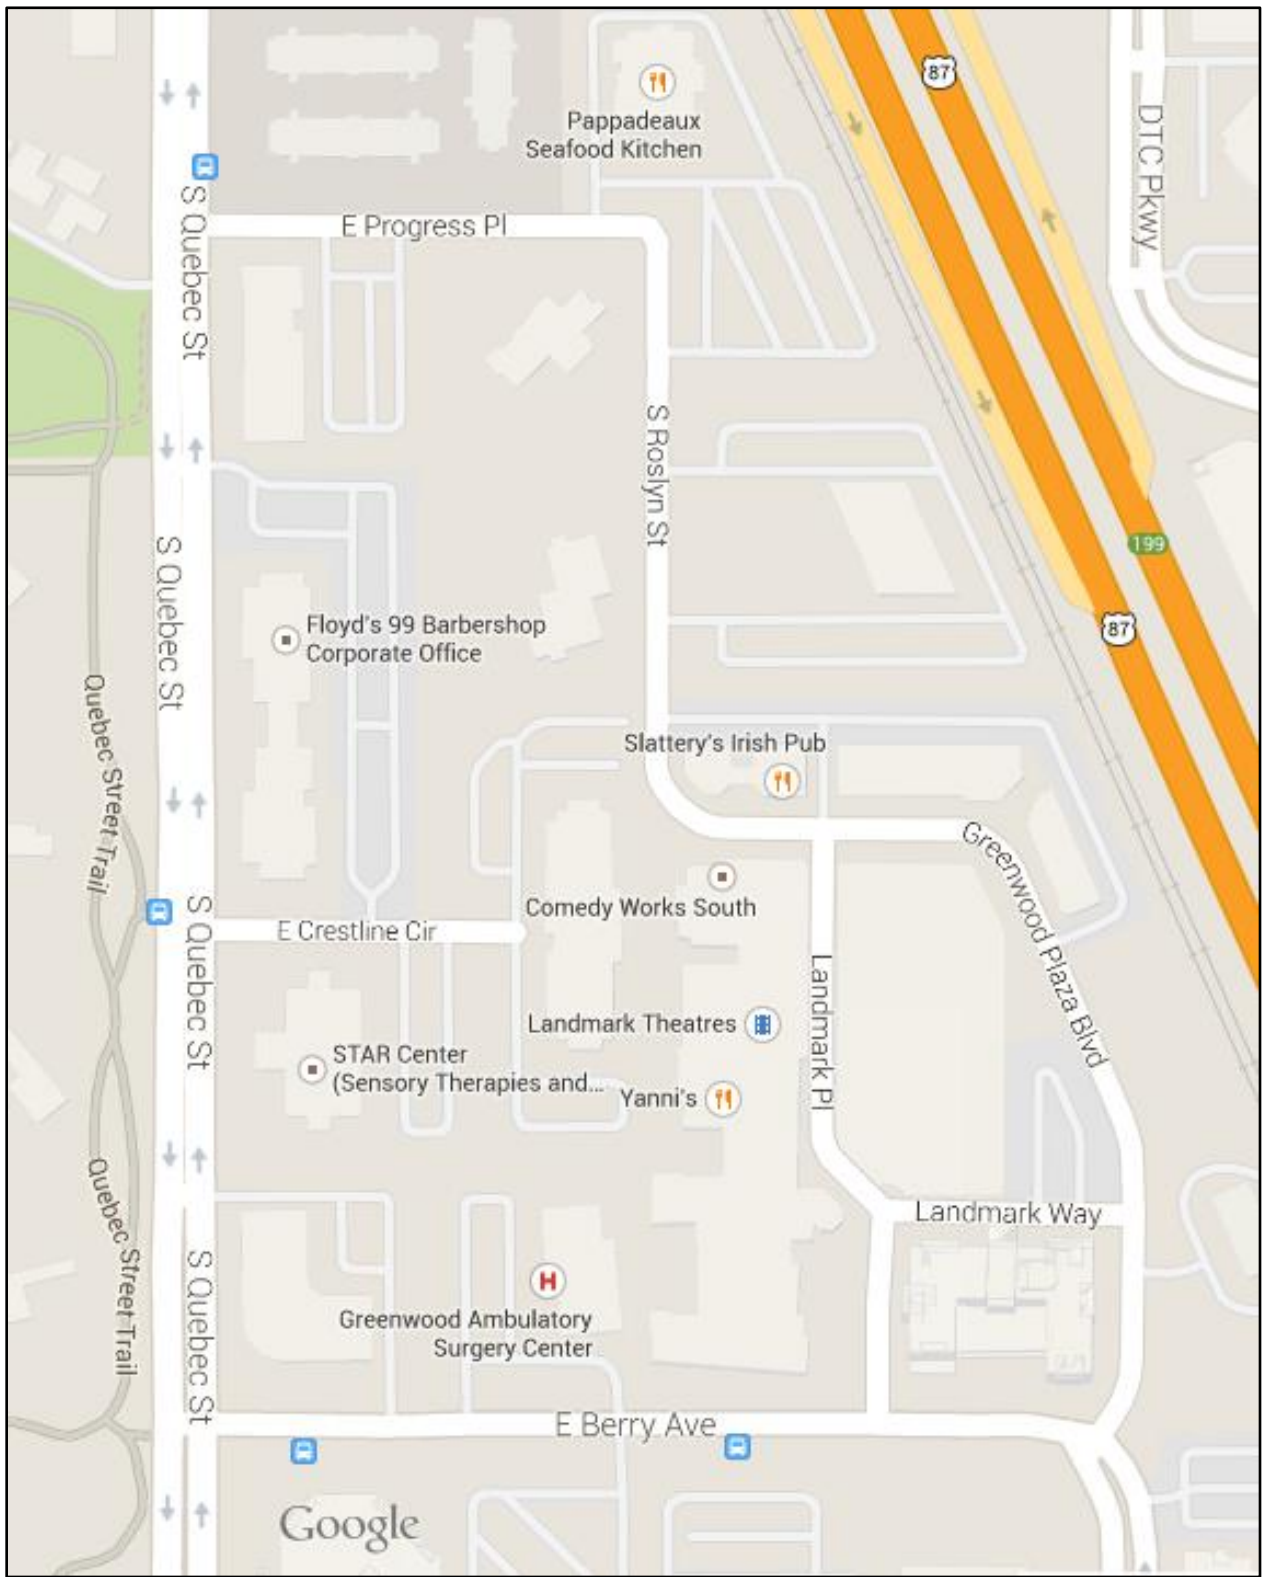 87
DTC Pkwy
Pappadeaux
Seafood Kitchen
S Quebec St
E Progress Pl
S Roslyn St
199
S Quebec St
Floyd's 99 Barbershop
Corporate Office
87
Quebec Street Trail
Slattery's Irish Pub
Greenwood Plaza Blvd
Comedy Works South
S Quebec St
E Crestline Cir
Landmark Pl
Landmark Theatres
STAR Center
(Sensory Therapies and...
Yanni's
Quebec Street Trail
Landmark Way
S Quebec St
H
Greenwood Ambulatory
Surgery Center
E Berry Ave
Google